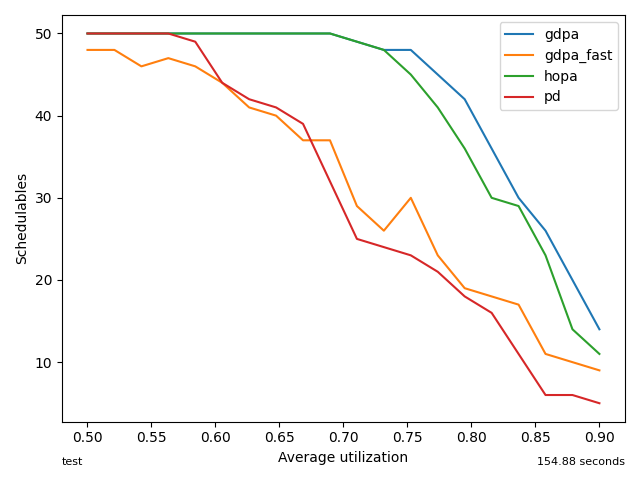 gdpa
gdpa_fast
hopa
pd
Schedulables
50
40
30
20
10
0.50 0.55 0.60 0.65 0.70 0.75 0.80 0.85 0.90
Average utilization
test
154.88 seconds